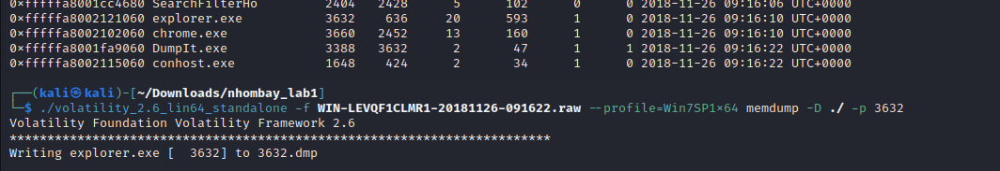 0×fffffa8001cc4680 SearchFilterHo 2404 2428 5 102 0 0 2018-11-26 09:16:06 UTC+0000
0×fffffa8002121060 explorer.exe 3632 636 20 593 1 0 2018-11-26 09:16:10 UTC+0000
0×fffffa8002102060 chrome.exe 3660 2452 13 160 1 0 2018-11-26 09:16:10 UTC+0000
0×fffffa8001fa9060 DumpIt.exe 3388 3632 2 47 1 1 2018-11-26 09:16:22 UTC+0000
0×fffffa8002115060 conhost.exe 1648 424 2 34 1 0 2018-11-26 09:16:22 UTC+0000
┌──(kali㉿kali)-[~/Downloads/nhombay_lab1]
└─$ ./volatility_2.6_lin64_standalone -f WIN-LEVQF1CLMR1-20181126-091622.raw --profile=Win7SP1×64 memdump -D ./ -p 3632
Volatility Foundation Volatility Framework 2.6
************************************************************************
Writing explorer.exe [  3632] to 3632.dmp